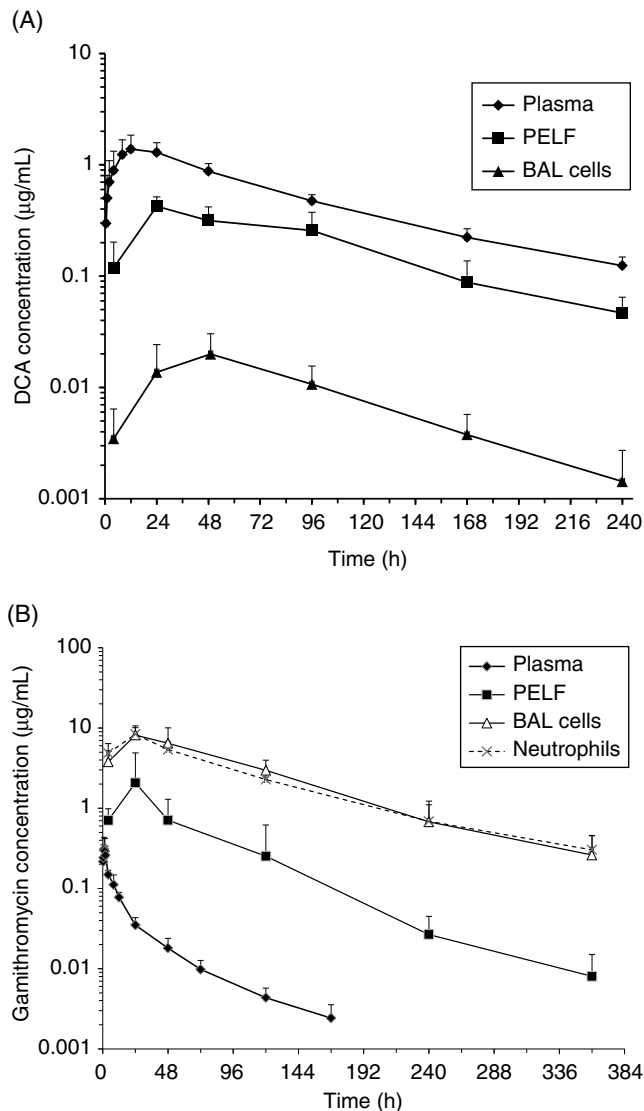 (A)
10
1
0.1
0.01
0.001
DCA concentration (μg/mL)
Plasma
PELF
BAL cells
0 24 48 72 96 120 144 168 192 216 240
Time (h)
(B)
100
10
1
0.1
0.01
0.001
Gamithromycin concentration (μg/mL)
Plasma
PELF
BAL cells
Neutrophils
0 48 96 144 192 240 288 336 384
Time (h)